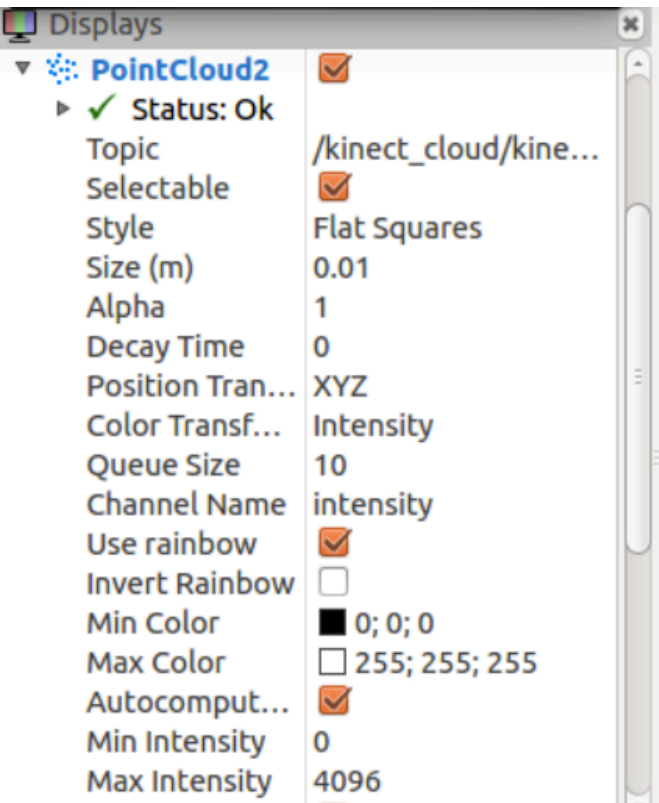 Displays
PointCloud2
Status: Ok
Topic /kinect_cloud/kine...
Selectable
Style Flat Squares
Size (m) 0.01
Alpha 1
Decay Time 0
Position Tran... XYZ
Color Transf... Intensity
Queue Size 10
Channel Name intensity
Use rainbow
Invert Rainbow
Min Color 0; 0; 0
Max Color 255; 255; 255
Autocomput...
Min Intensity 0
Max Intensity 4096